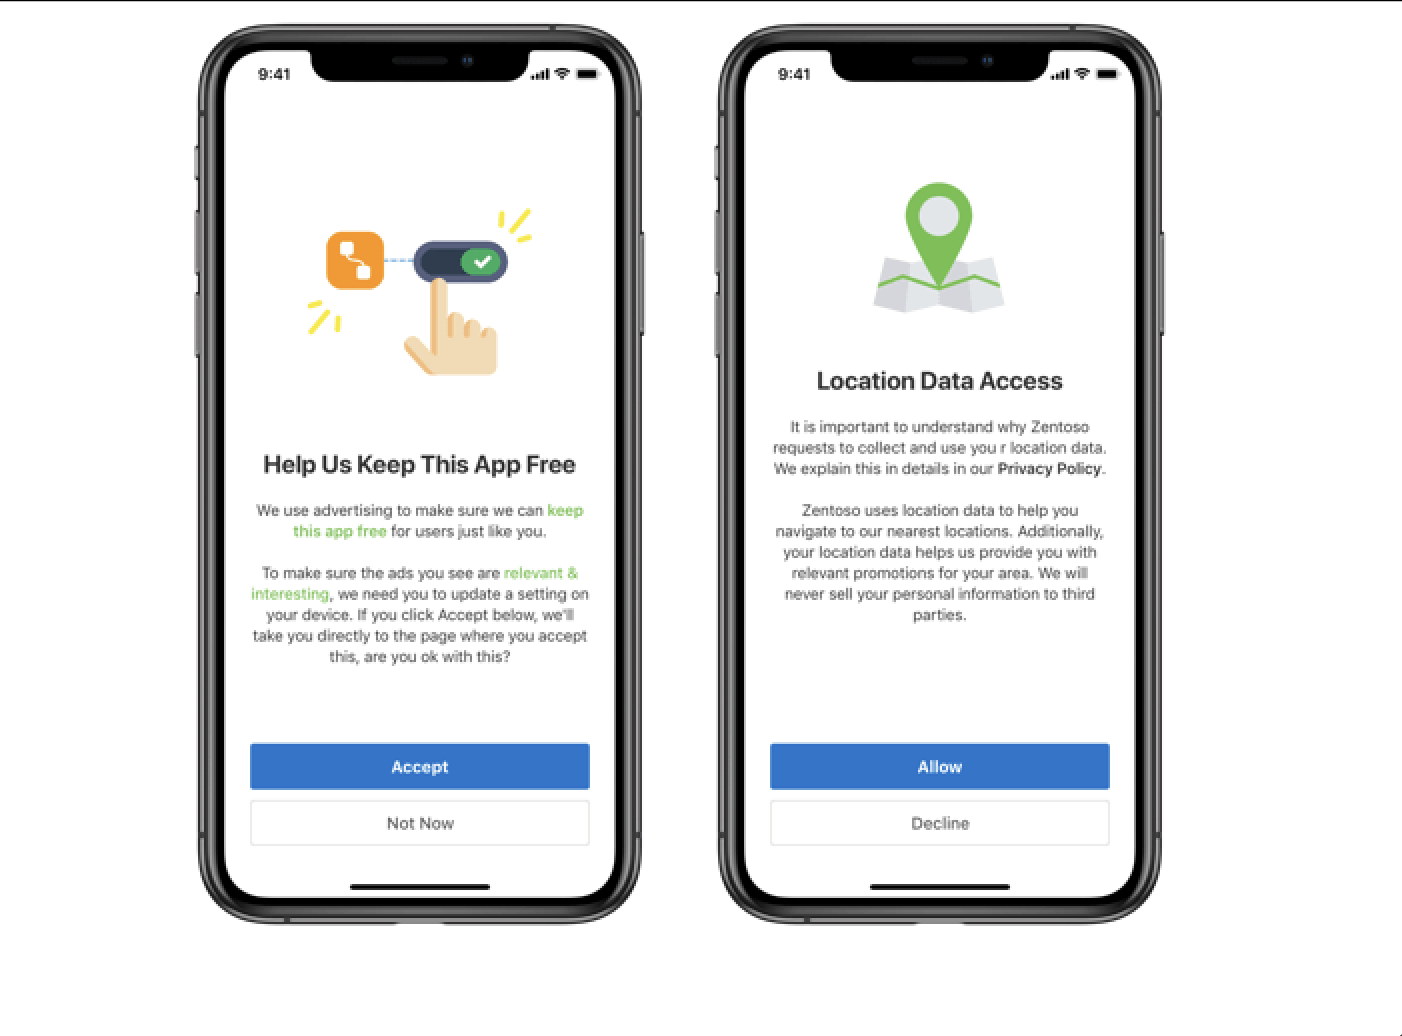 9:41
Help Us Keep This App Free
We use advertising to make sure we can keep
this app free for users just like you.
To make sure the ads you see are relevant &
interesting, we need you to update a setting on
your device. If you click Accept below, we'll
take you directly to the page where you accept
this, are you ok with this?
Accept
Not Now
9:41
Location Data Access
It is important to understand why Zentoso
requests to collect and use you r location data.
We explain this in details in our Privacy Policy.
Zentoso uses location data to help you
navigate to our nearest locations. Additionally,
your location data helps us provide you with
relevant promotions for your area. We will
never sell your personal information to third
parties.
Allow
Decline